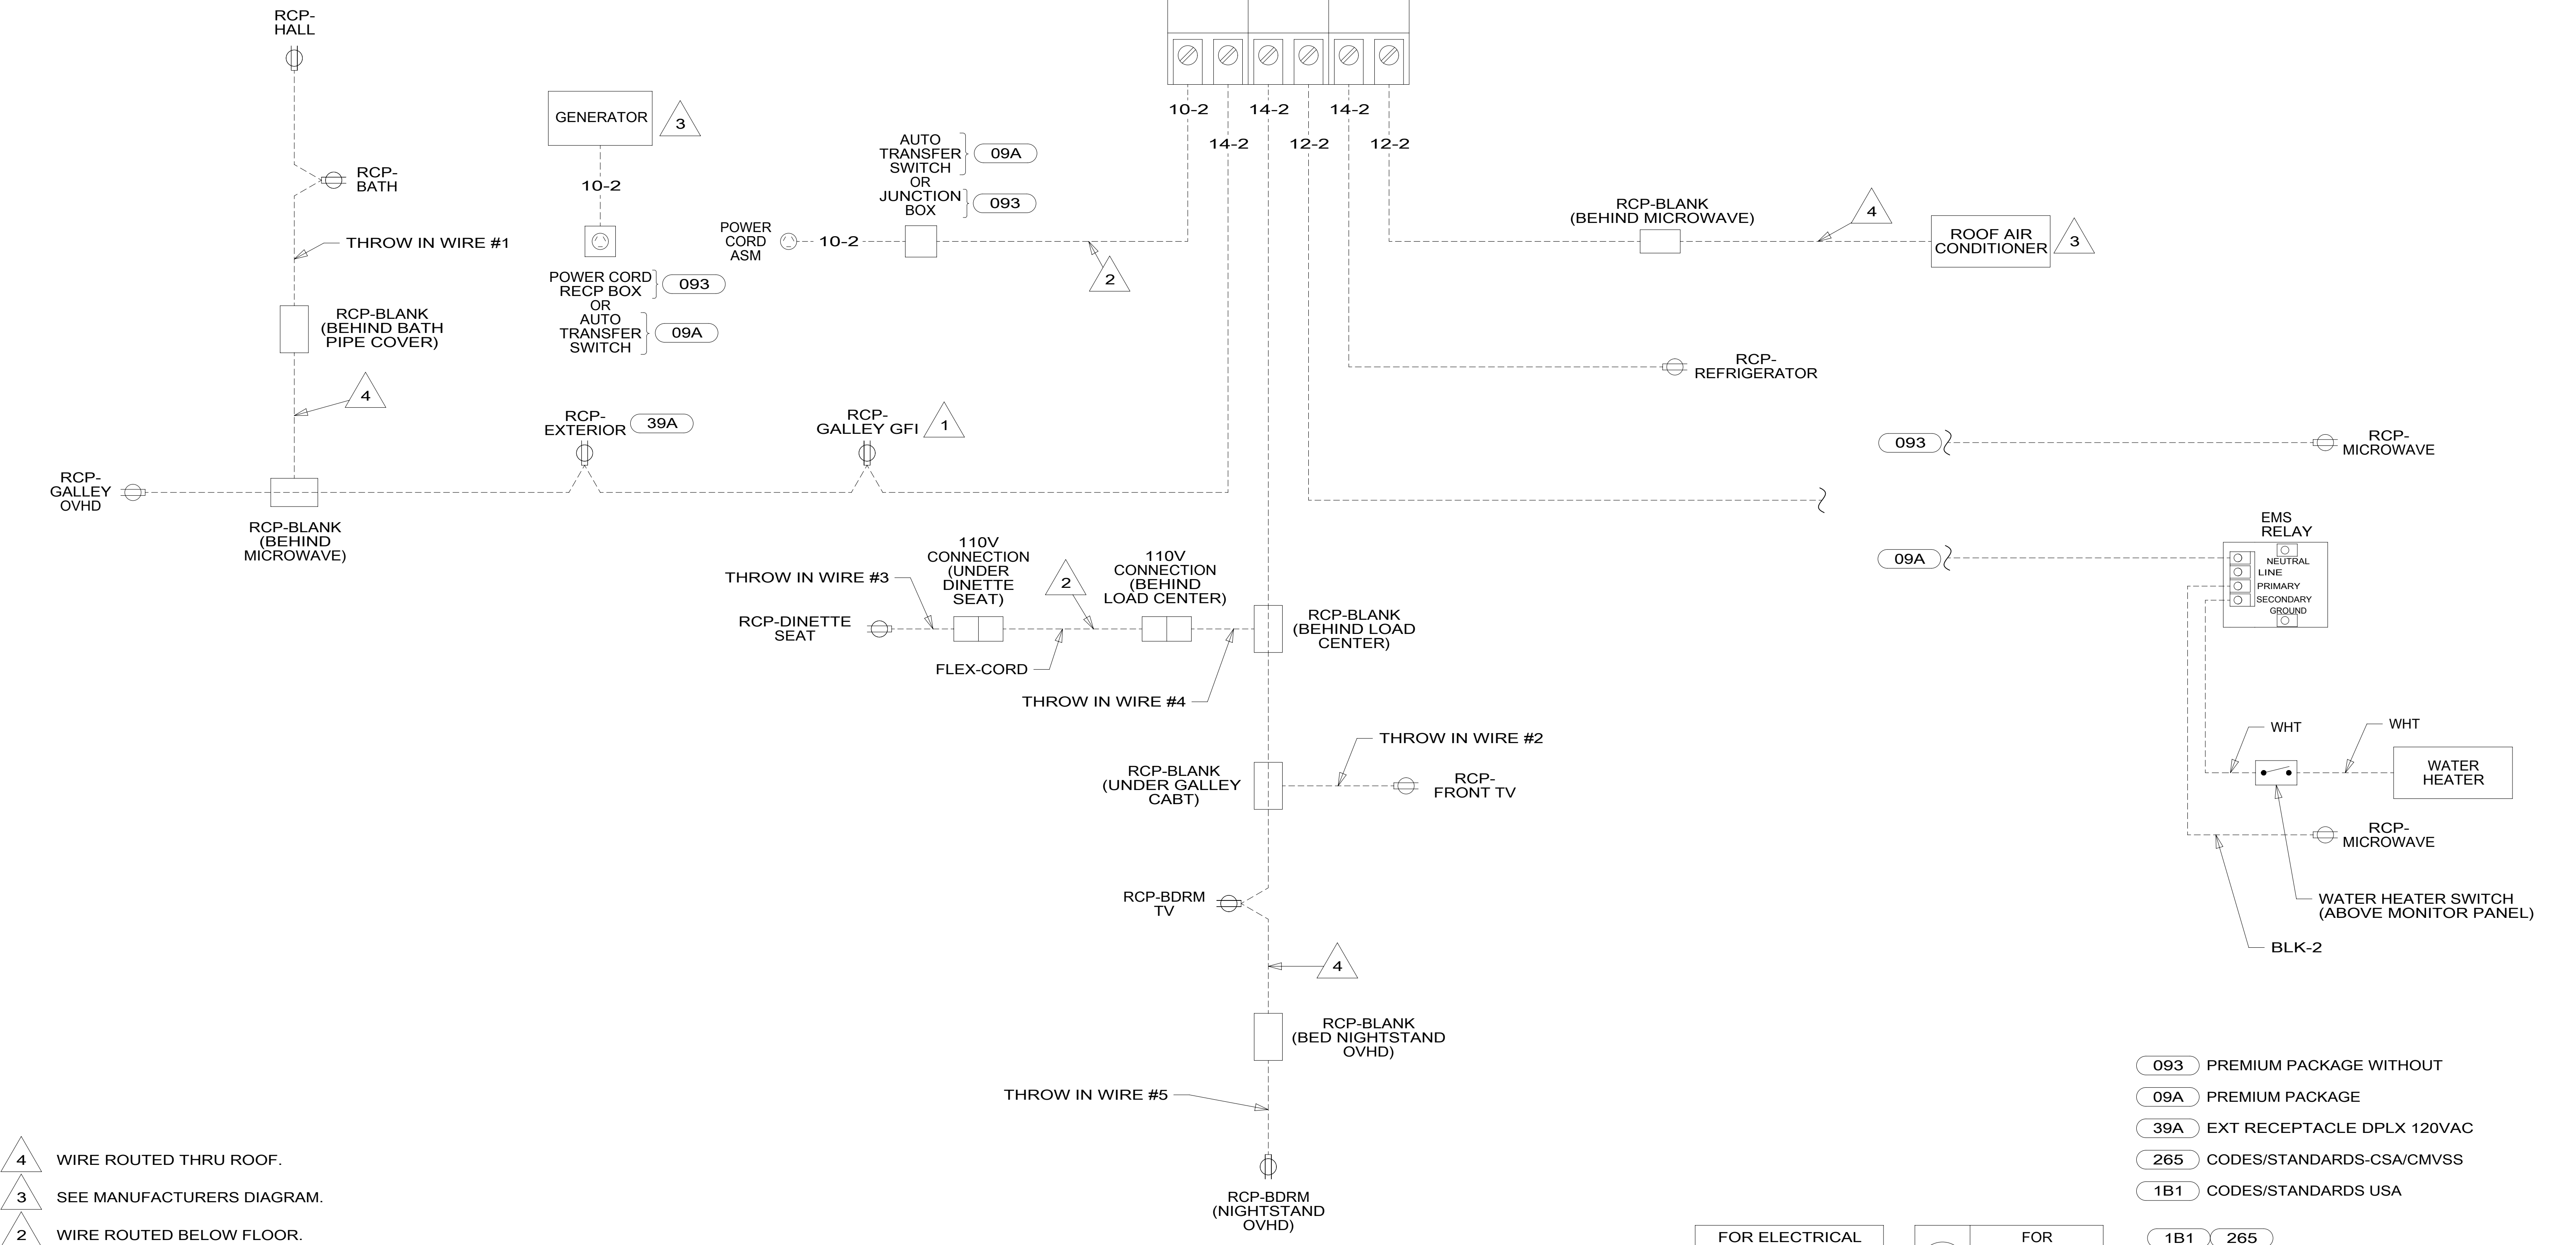 RCP-
HALL
GENERATOR
3
10-2
14-2
14-2
10-2
14-2
12-2
12-2
AUTO
TRANSFER
SWITCH
09A
OR
JUNCTION
BOX
093
RCP-
BATH
10-2
THROW IN WIRE #1
POWER
CORD
ASM
10-2
2
RCP-BLANK
(BEHIND MICROWAVE)
4
ROOF AIR
CONDITIONER
3
POWER CORD
RECP BOX
093
OR
AUTO
TRANSFER
SWITCH
09A
RCP-BLANK
(BEHIND BATH
PIPE COVER)
4
RCP-
REFRIGERATOR
RCP-
EXTERIOR
39A
RCP-
GALLEY GFI
1
093
RCP-
MICROWAVE
RCP-
GALLEY
OVHD
RCP-BLANK
(BEHIND
MICROWAVE)
EMS
RELAY
NEUTRAL
LINE
PRIMARY
SECONDARY
GROUND
09A
110V
CONNECTION
(UNDER
DINETTE
SEAT)
THROW IN WIRE #3
2
110V
CONNECTION
(BEHIND
LOAD CENTER)
RCP-DINETTE
SEAT
RCP-BLANK
(BEHIND LOAD
CENTER)
FLEX-CORD
THROW IN WIRE #4
THROW IN WIRE #2
WHT
WHT
RCP-BLANK
(UNDER GALLEY
CABT)
RCP-
FRONT TV
WATER
HEATER
RCP-
MICROWAVE
RCP-BDRM
TV
WATER HEATER SWITCH
(ABOVE MONITOR PANEL)
BLK-2
4
RCP-BLANK
(BED NIGHTSTAND
OVHD)
THROW IN WIRE #5
RCP-BDRM
(NIGHTSTAND
OVHD)
093 PREMIUM PACKAGE WITHOUT
09A PREMIUM PACKAGE
39A EXT RECEPTACLE DPLX 120VAC
265 CODES/STANDARDS-CSA/CMVSS
1B1 CODES/STANDARDS USA
4 WIRE ROUTED THRU ROOF.
3 SEE MANUFACTURERS DIAGRAM.
2 WIRE ROUTED BELOW FLOOR.
FOR ELECTRICAL
FOR
1B1 265